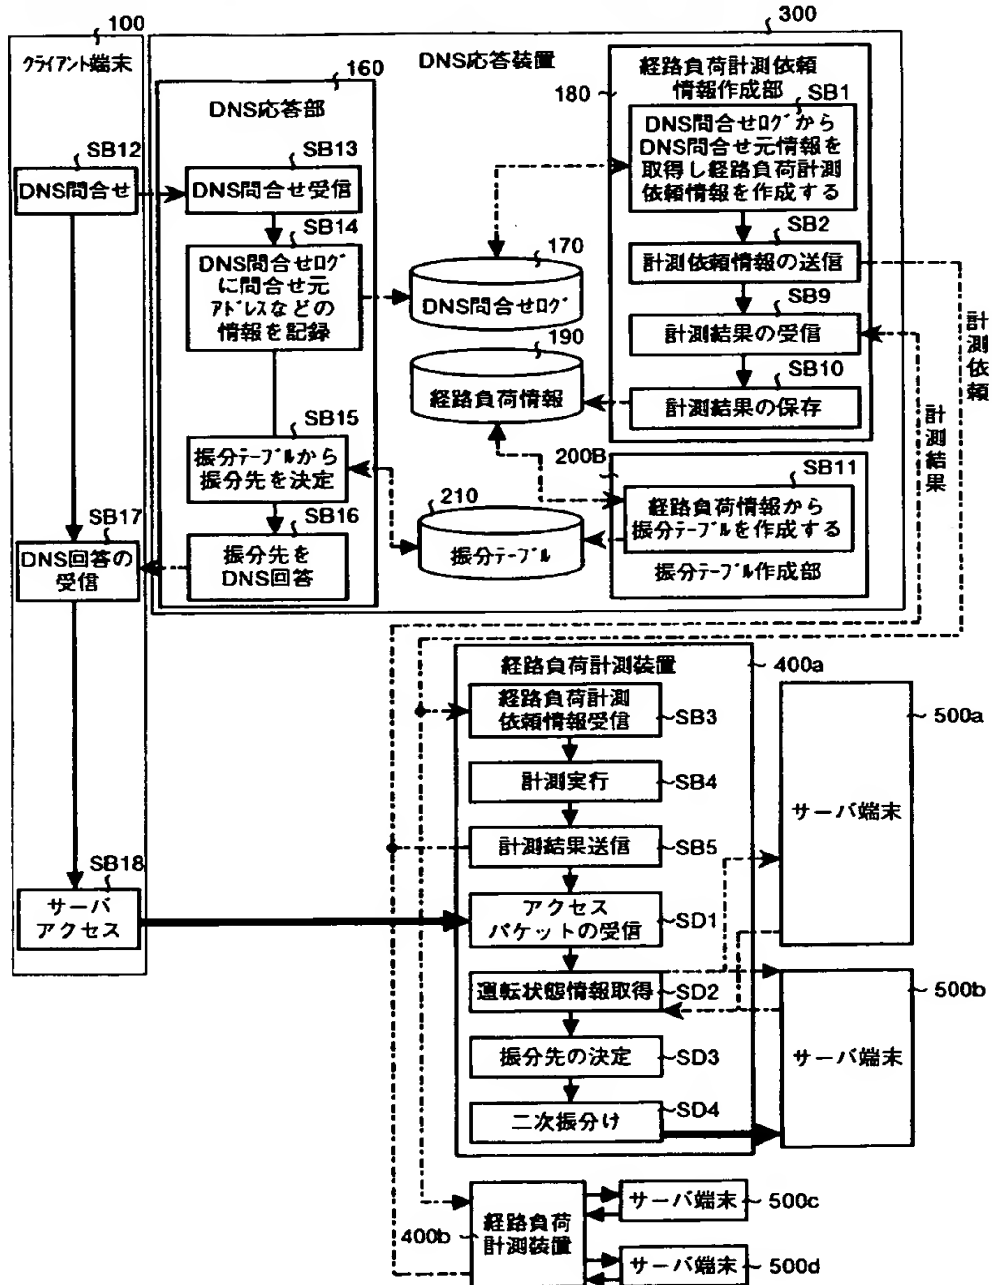 100
クライアント端末
SB12
DNS問合せ
SB17
DNS回答の
受信
SB18
サーバ
アクセス
300
DNS応答装置
160
DNS応答部
SB13
DNS問合せ受信
SB14
DNS問合せログ
に問合せ元
アドレスなどの
情報を記録
SB15
振分テーブルから
振分先を決定
SB16
振分先を
DNS回答
170
DNS問合せログ
190
経路負荷情報
210
振分テーブル
180
経路負荷計測依頼
情報作成部
SB1
DNS問合せログから
DNS問合せ元情報を
取得し経路負荷計測
依頼情報を作成する
SB2
計測依頼情報の送信
SB9
計測結果の受信
SB10
計測結果の保存
200B
SB11
経路負荷情報から
振分テーブルを作成する
振分テーブル作成部
計測依頼
計測結果
400a
経路負荷計測装置
経路負荷計測
依頼情報受信
SB3
計測実行
SB4
計測結果送信
SB5
アクセス
パケットの受信
SD1
運転状態情報取得
SD2
振分先の決定
SD3
二次振分け
SD4
500a
サーバ端末
500b
サーバ端末
400b
経路負荷
計測装置
サーバ端末
500c
サーバ端末
500d